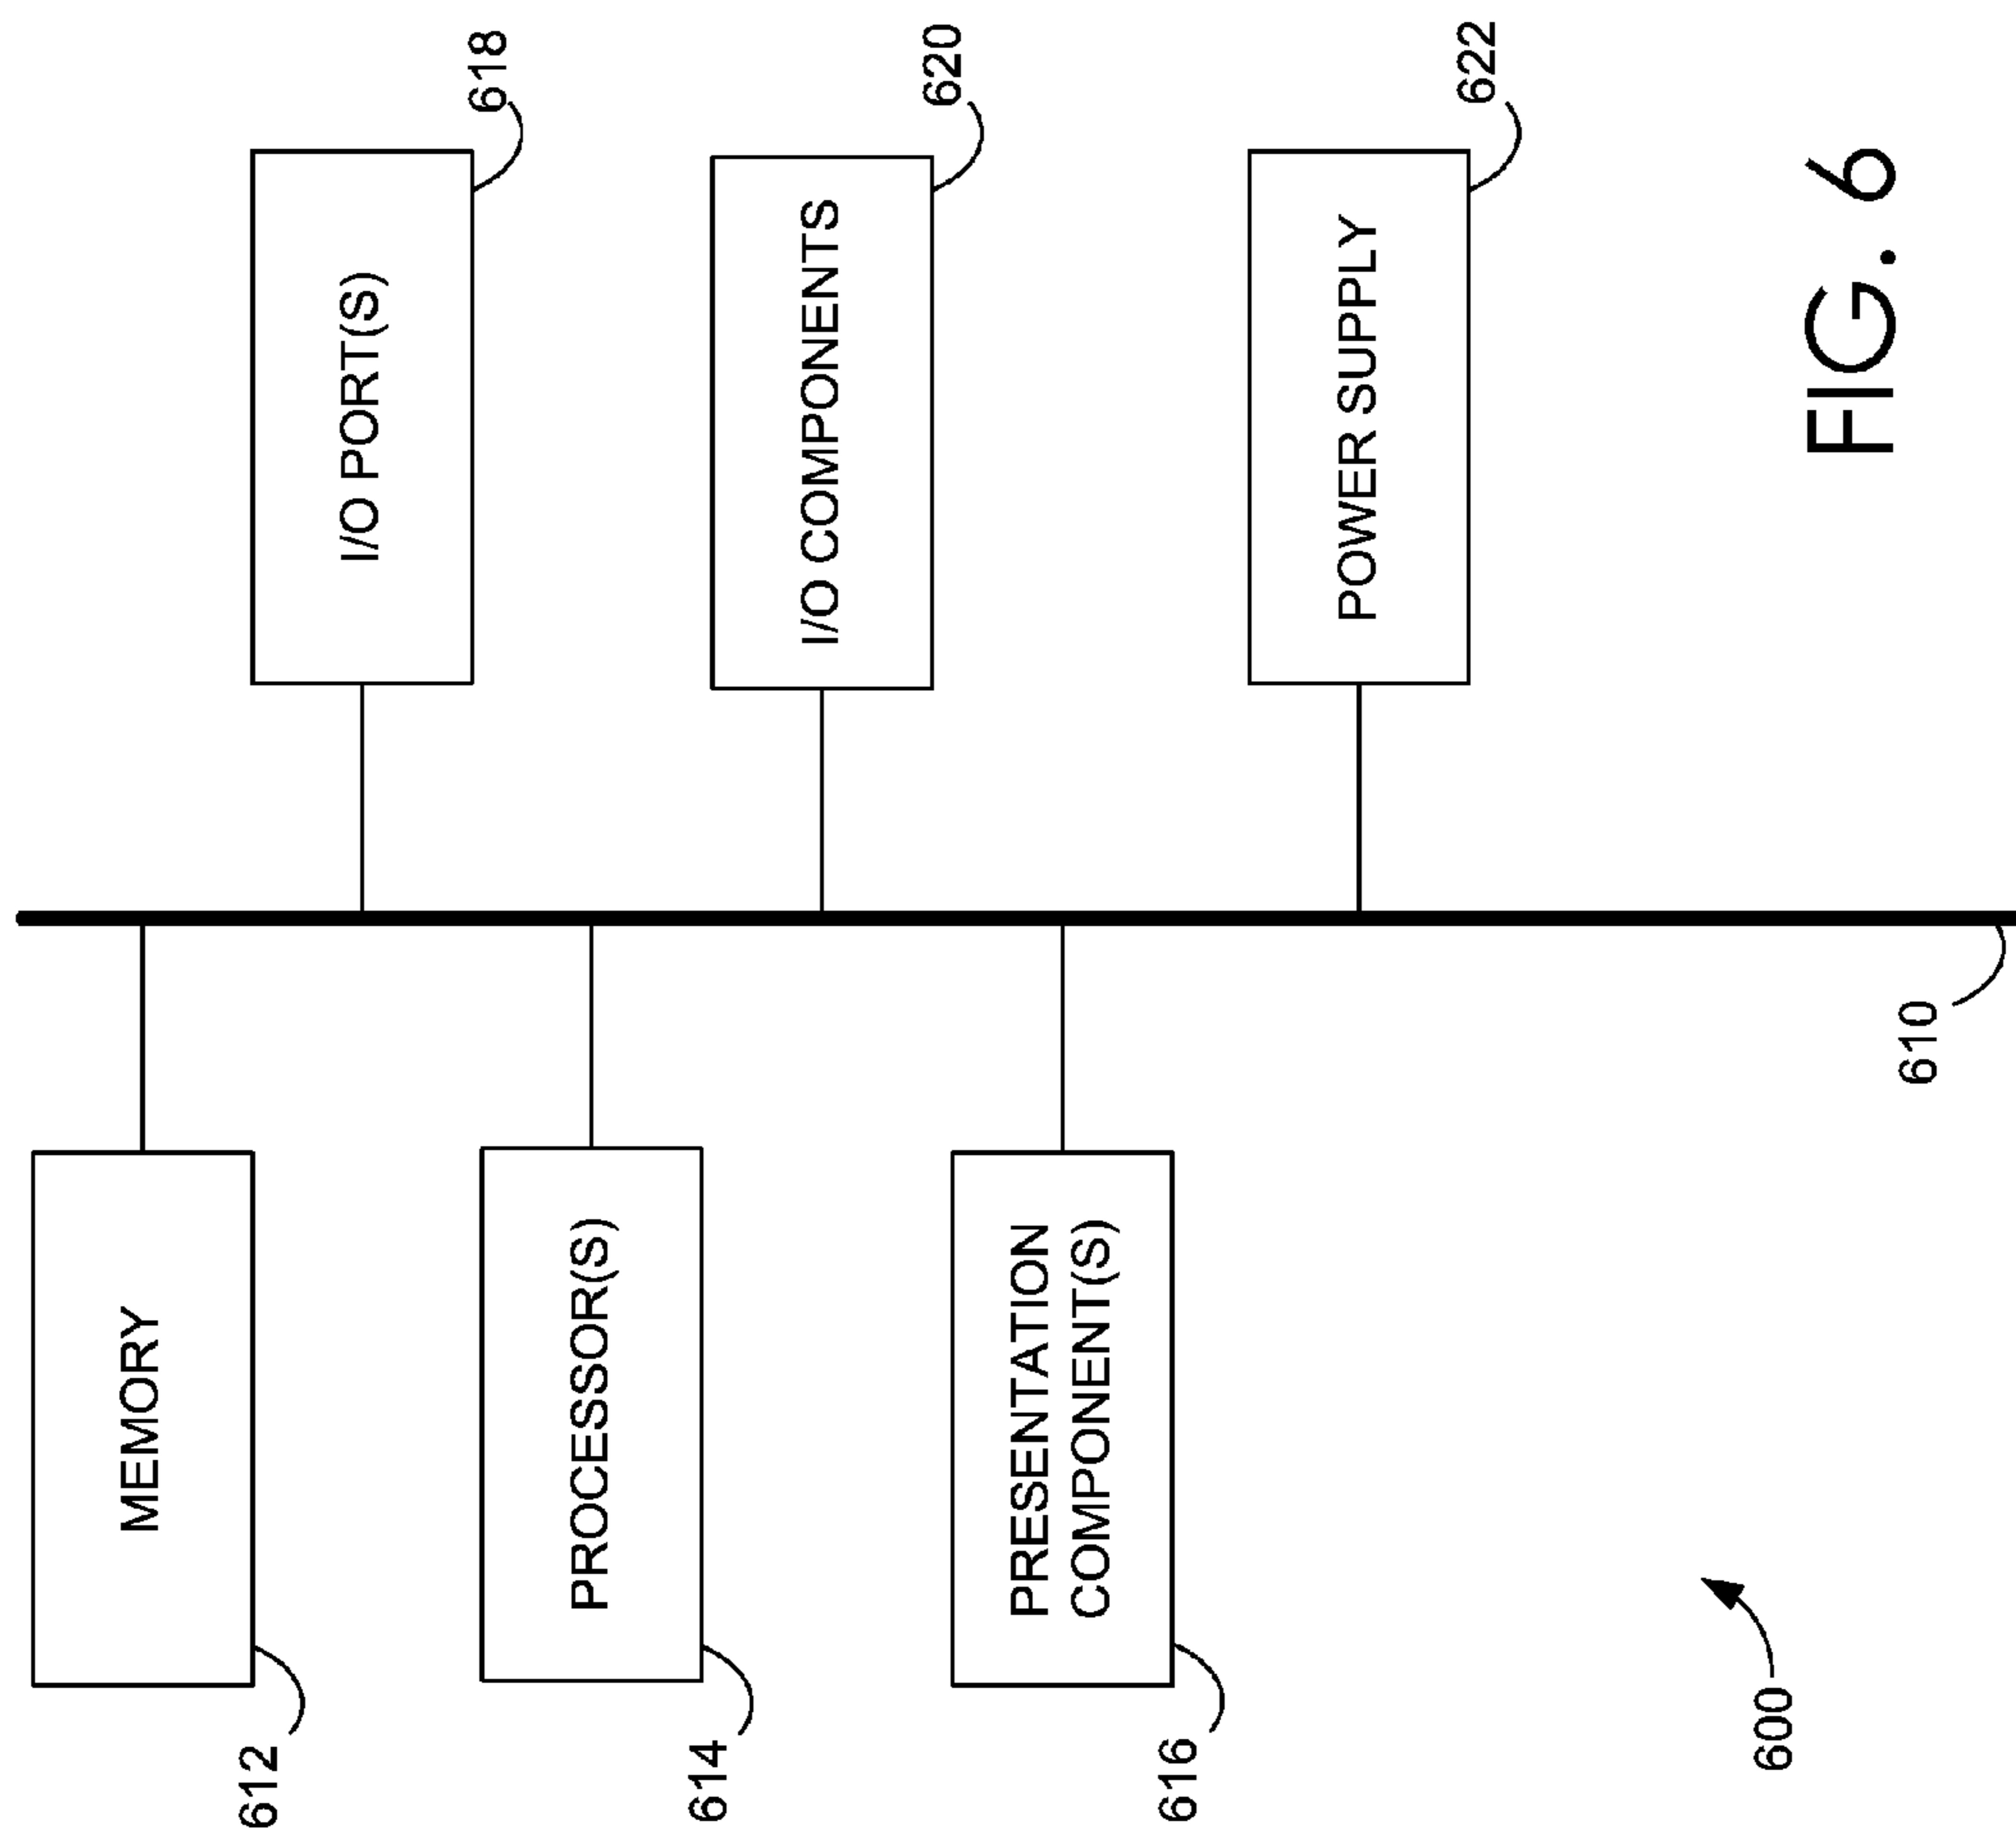 MEMORY
612
PROCESSOR(S)
614
PRESENTATION
COMPONENT(S)
616
600
610
I/O PORT(S)
618
I/O COMPONENTS
620
POWER SUPPLY
622
FIG. 6